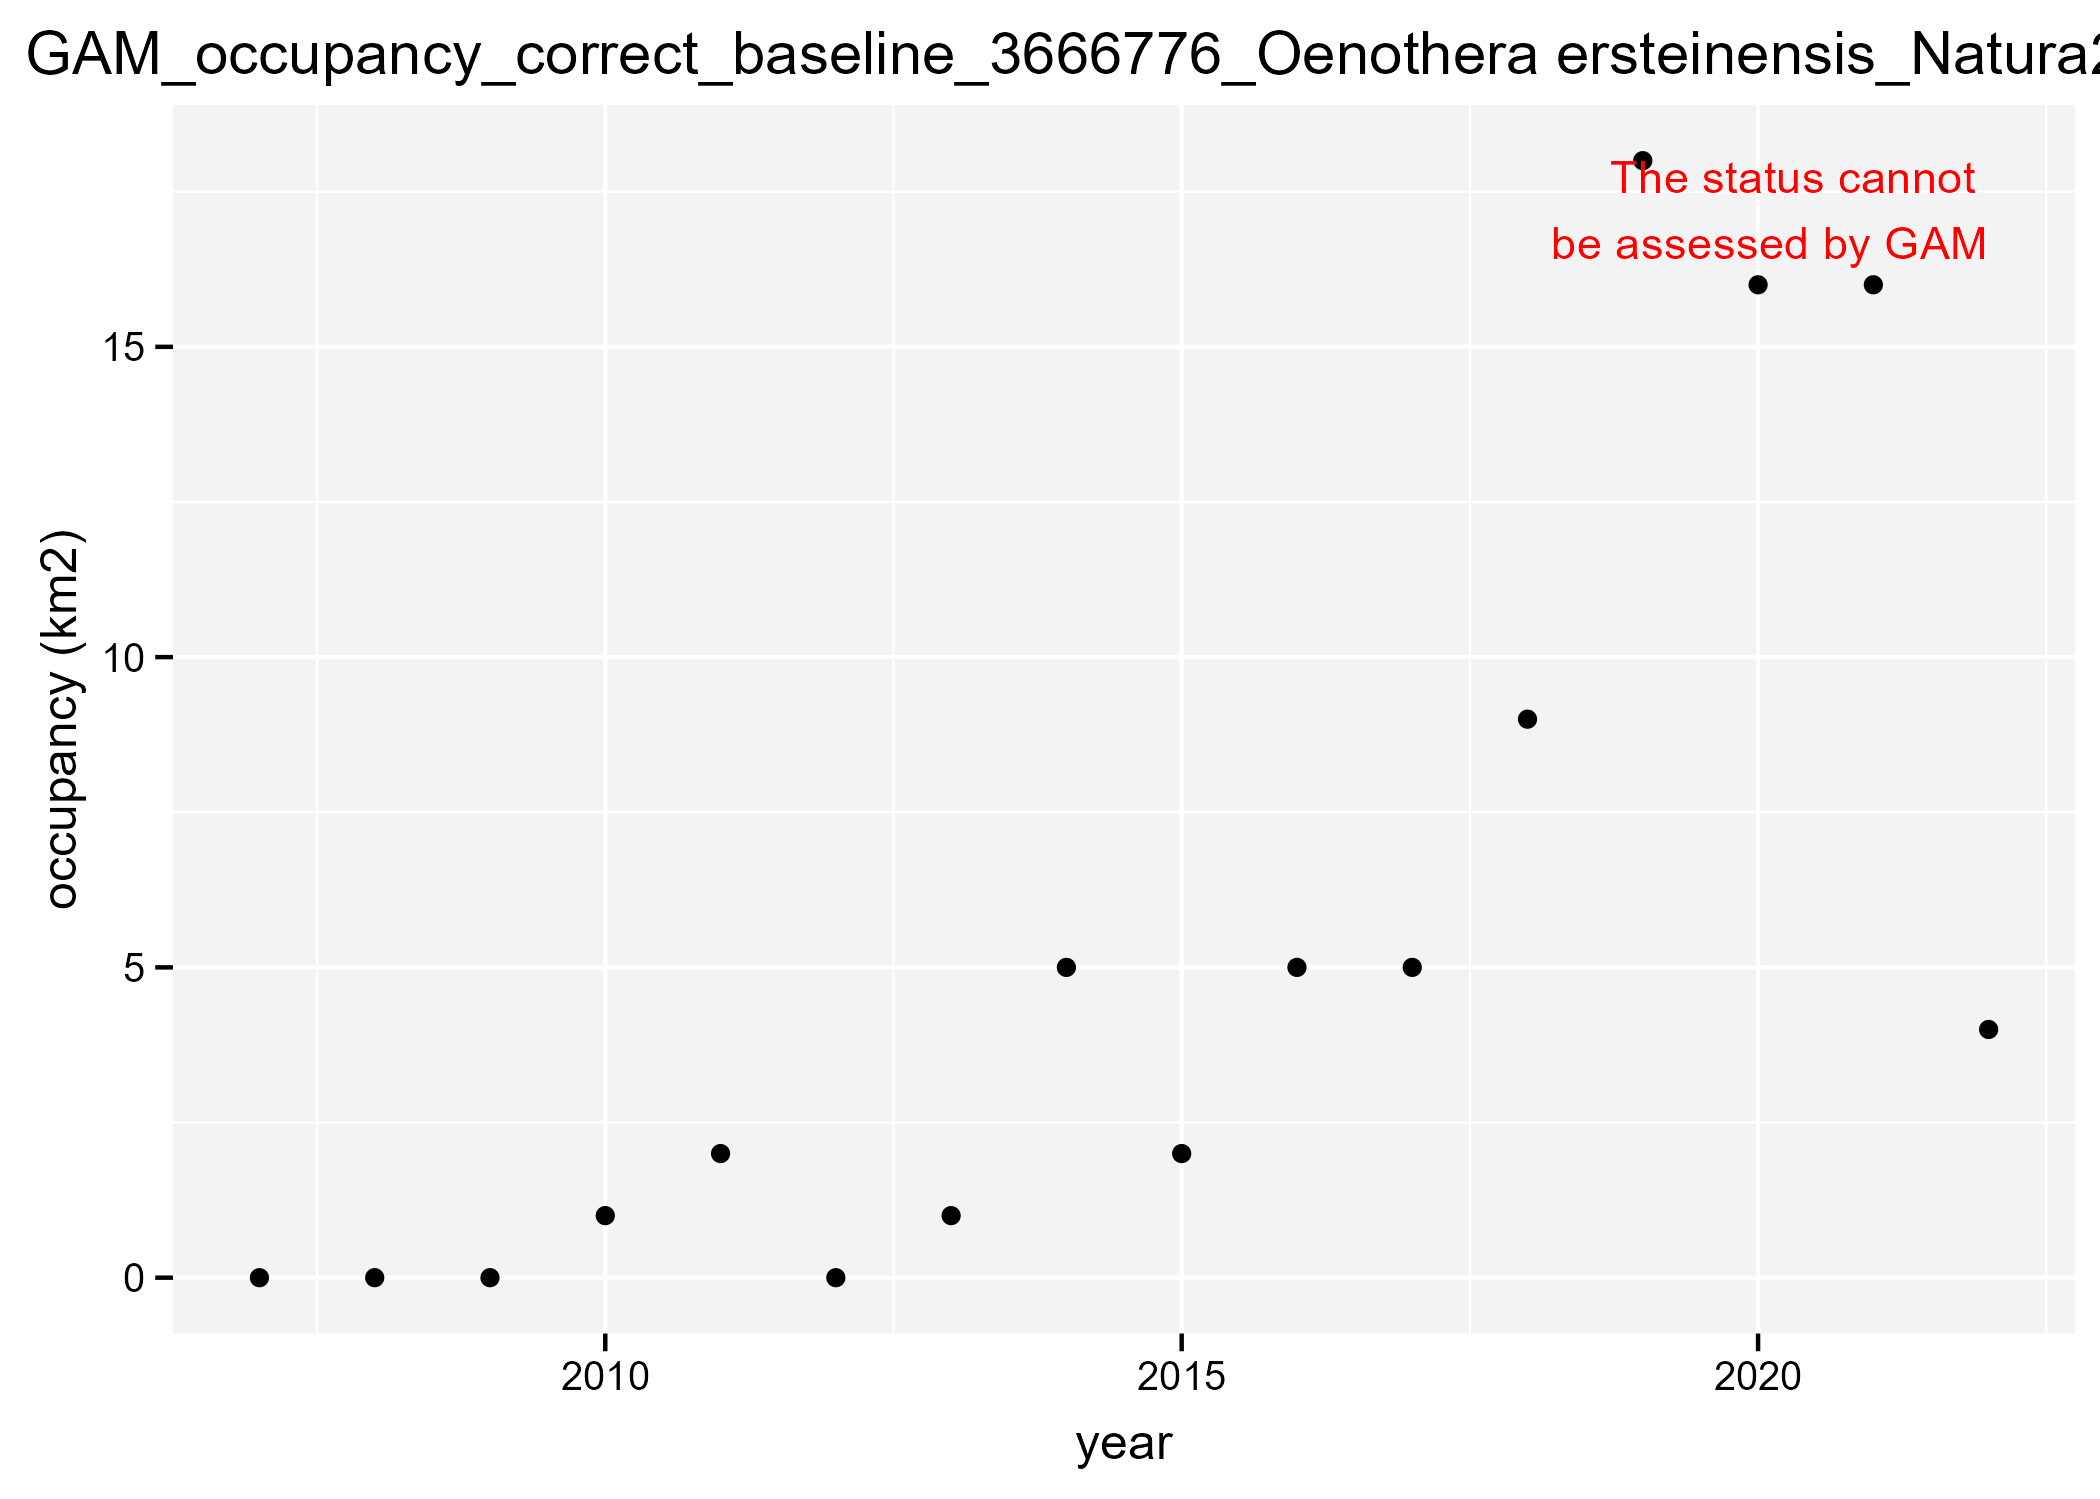 GAM_occupancy_correct_baseline_3666776_Oenothera ersteinensis_Natura2
The status cannot
be assessed by GAM
occupancy (km2)
15
10
5
0
2010 2015 2020
year